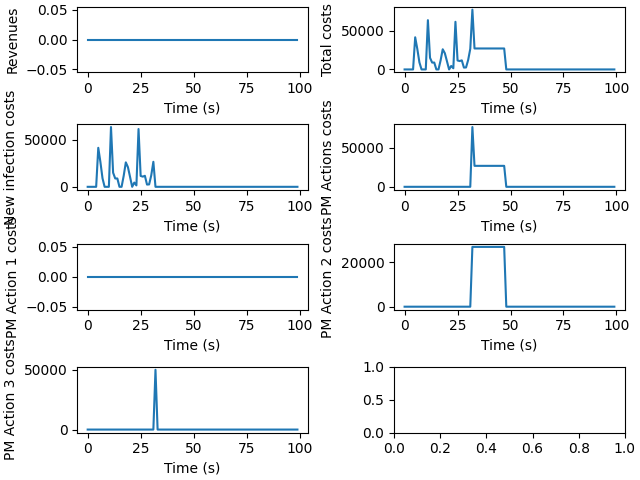 Revenues
0.05
0.00
−0.05
0 25 50 75 100
Time (s)
Total costs
50000
0
0 25 50 75 100
Time (s)
New infection costs
50000
0
0 25 50 75 100
Time (s)
PM Actions costs
50000
0
0 25 50 75 100
Time (s)
PM Action 1 costs
0.05
0.00
−0.05
0 25 50 75 100
Time (s)
PM Action 2 costs
20000
0
0 25 50 75 100
Time (s)
PM Action 3 costs
50000
0
0 25 50 75 100
Time (s)
1.0
0.5
0.0
0.0 0.2 0.4 0.6 0.8 1.0